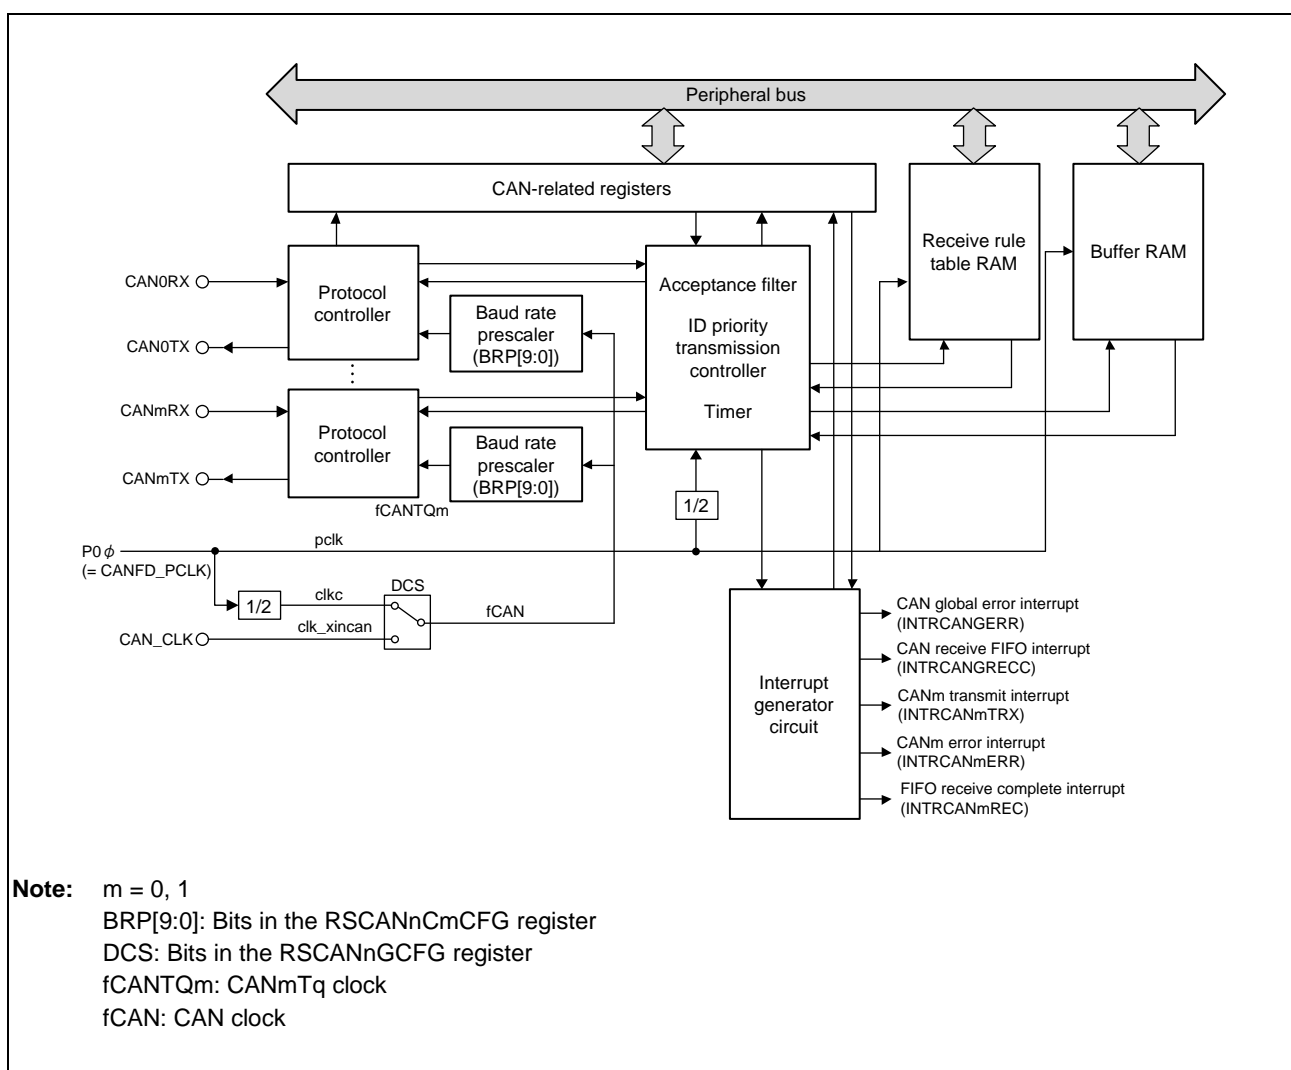 Peripheral bus
CAN-related registers
Receive rule
table RAM
Buffer RAM
CAN0RX
CAN0TX
Protocol
controller
Baud rate
prescaler
(BRP[9:0])
Acceptance filter
ID priority
transmission
controller
Timer
CANmRX
CANmTX
Protocol
controller
Baud rate
prescaler
(BRP[9:0])
fCANTQm
1/2
P0ϕ
(= CANFD_PCLK)
pclk
1/2
clkc
DCS
fCAN
CAN_CLK
clk_xincan
Interrupt
generator
circuit
CAN global error interrupt
(INTRCANGERR)
CAN receive FIFO interrupt
(INTRCANGRECC)
CANm transmit interrupt
(INTRCANmTRX)
CANm error interrupt
(INTRCANmERR)
FIFO receive complete interrupt
(INTRCANmREC)
Note: m = 0, 1
BRP[9:0]: Bits in the RSCANnCmCFG register
DCS: Bits in the RSCANnGCFG register
fCANTQm: CANmTq clock
fCAN: CAN clock